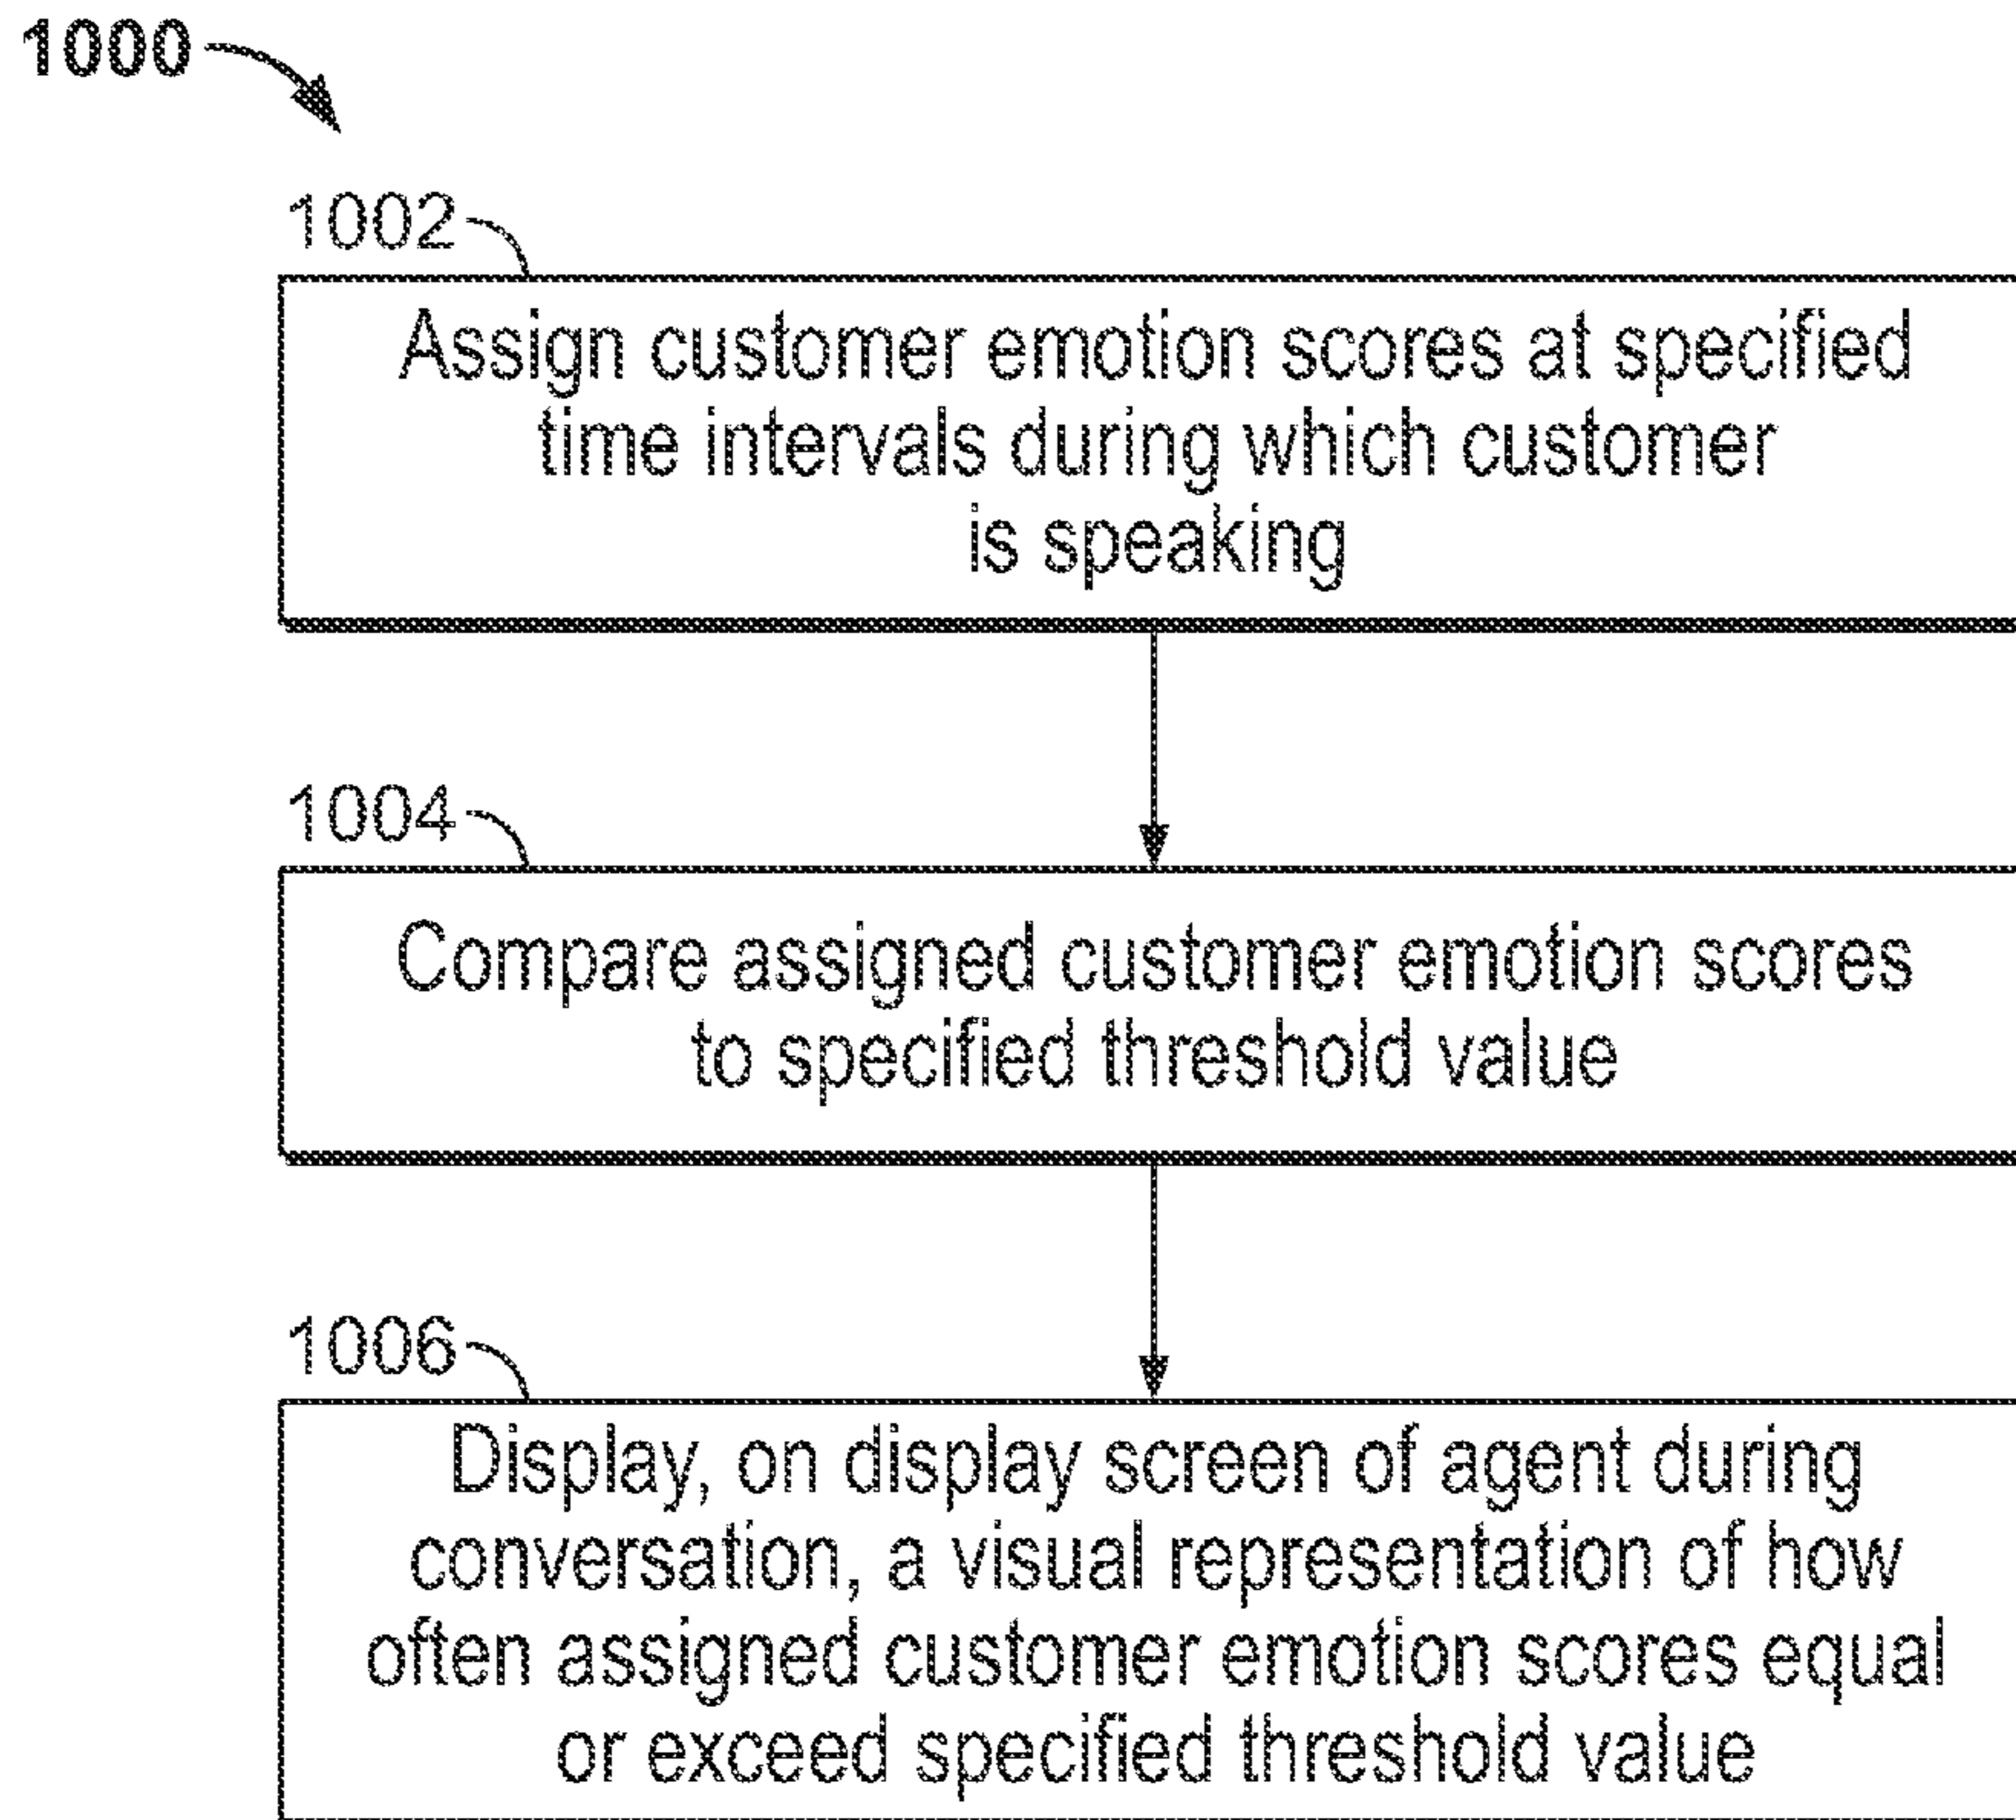 1000
1002
Assign customer emotion scores at specified
time intervals during which customer
is speaking
1004
Compare assigned customer emotion scores
to specified threshold value
1006
Display, on display screen of agent during
conversation, a visual representation of how
often assigned customer emotion scores equal
or exceed specified threshold value